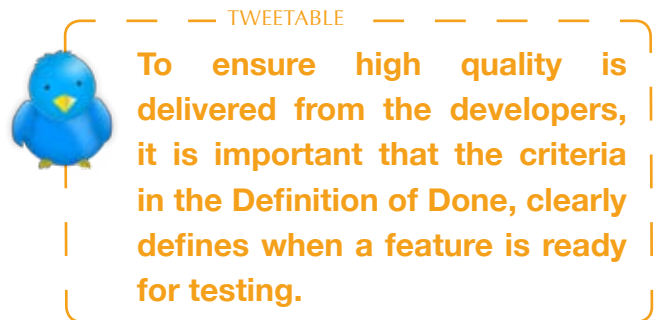 TWEETABLE
To ensure high quality is
delivered from the developers,
it is important that the criteria
in the Definition of Done, clearly
defines when a feature is ready
for testing.